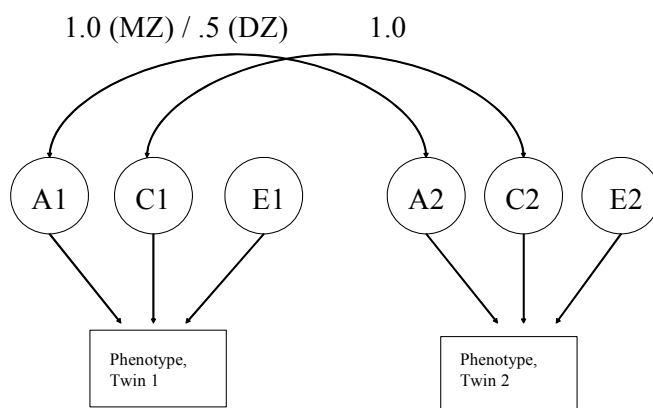 1.0 (MZ) / .5 (DZ) 1.0
A1 C1 E1 A2 C2 E2
Phenotype,
Twin 1
Phenotype,
Twin 2